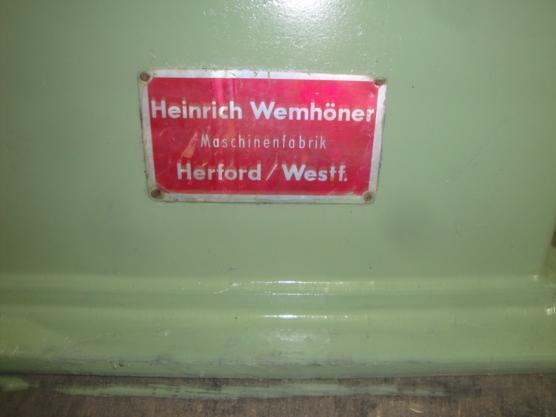 Heinrich Wemhöner
Maschinenfabrik
Herford / Westf.